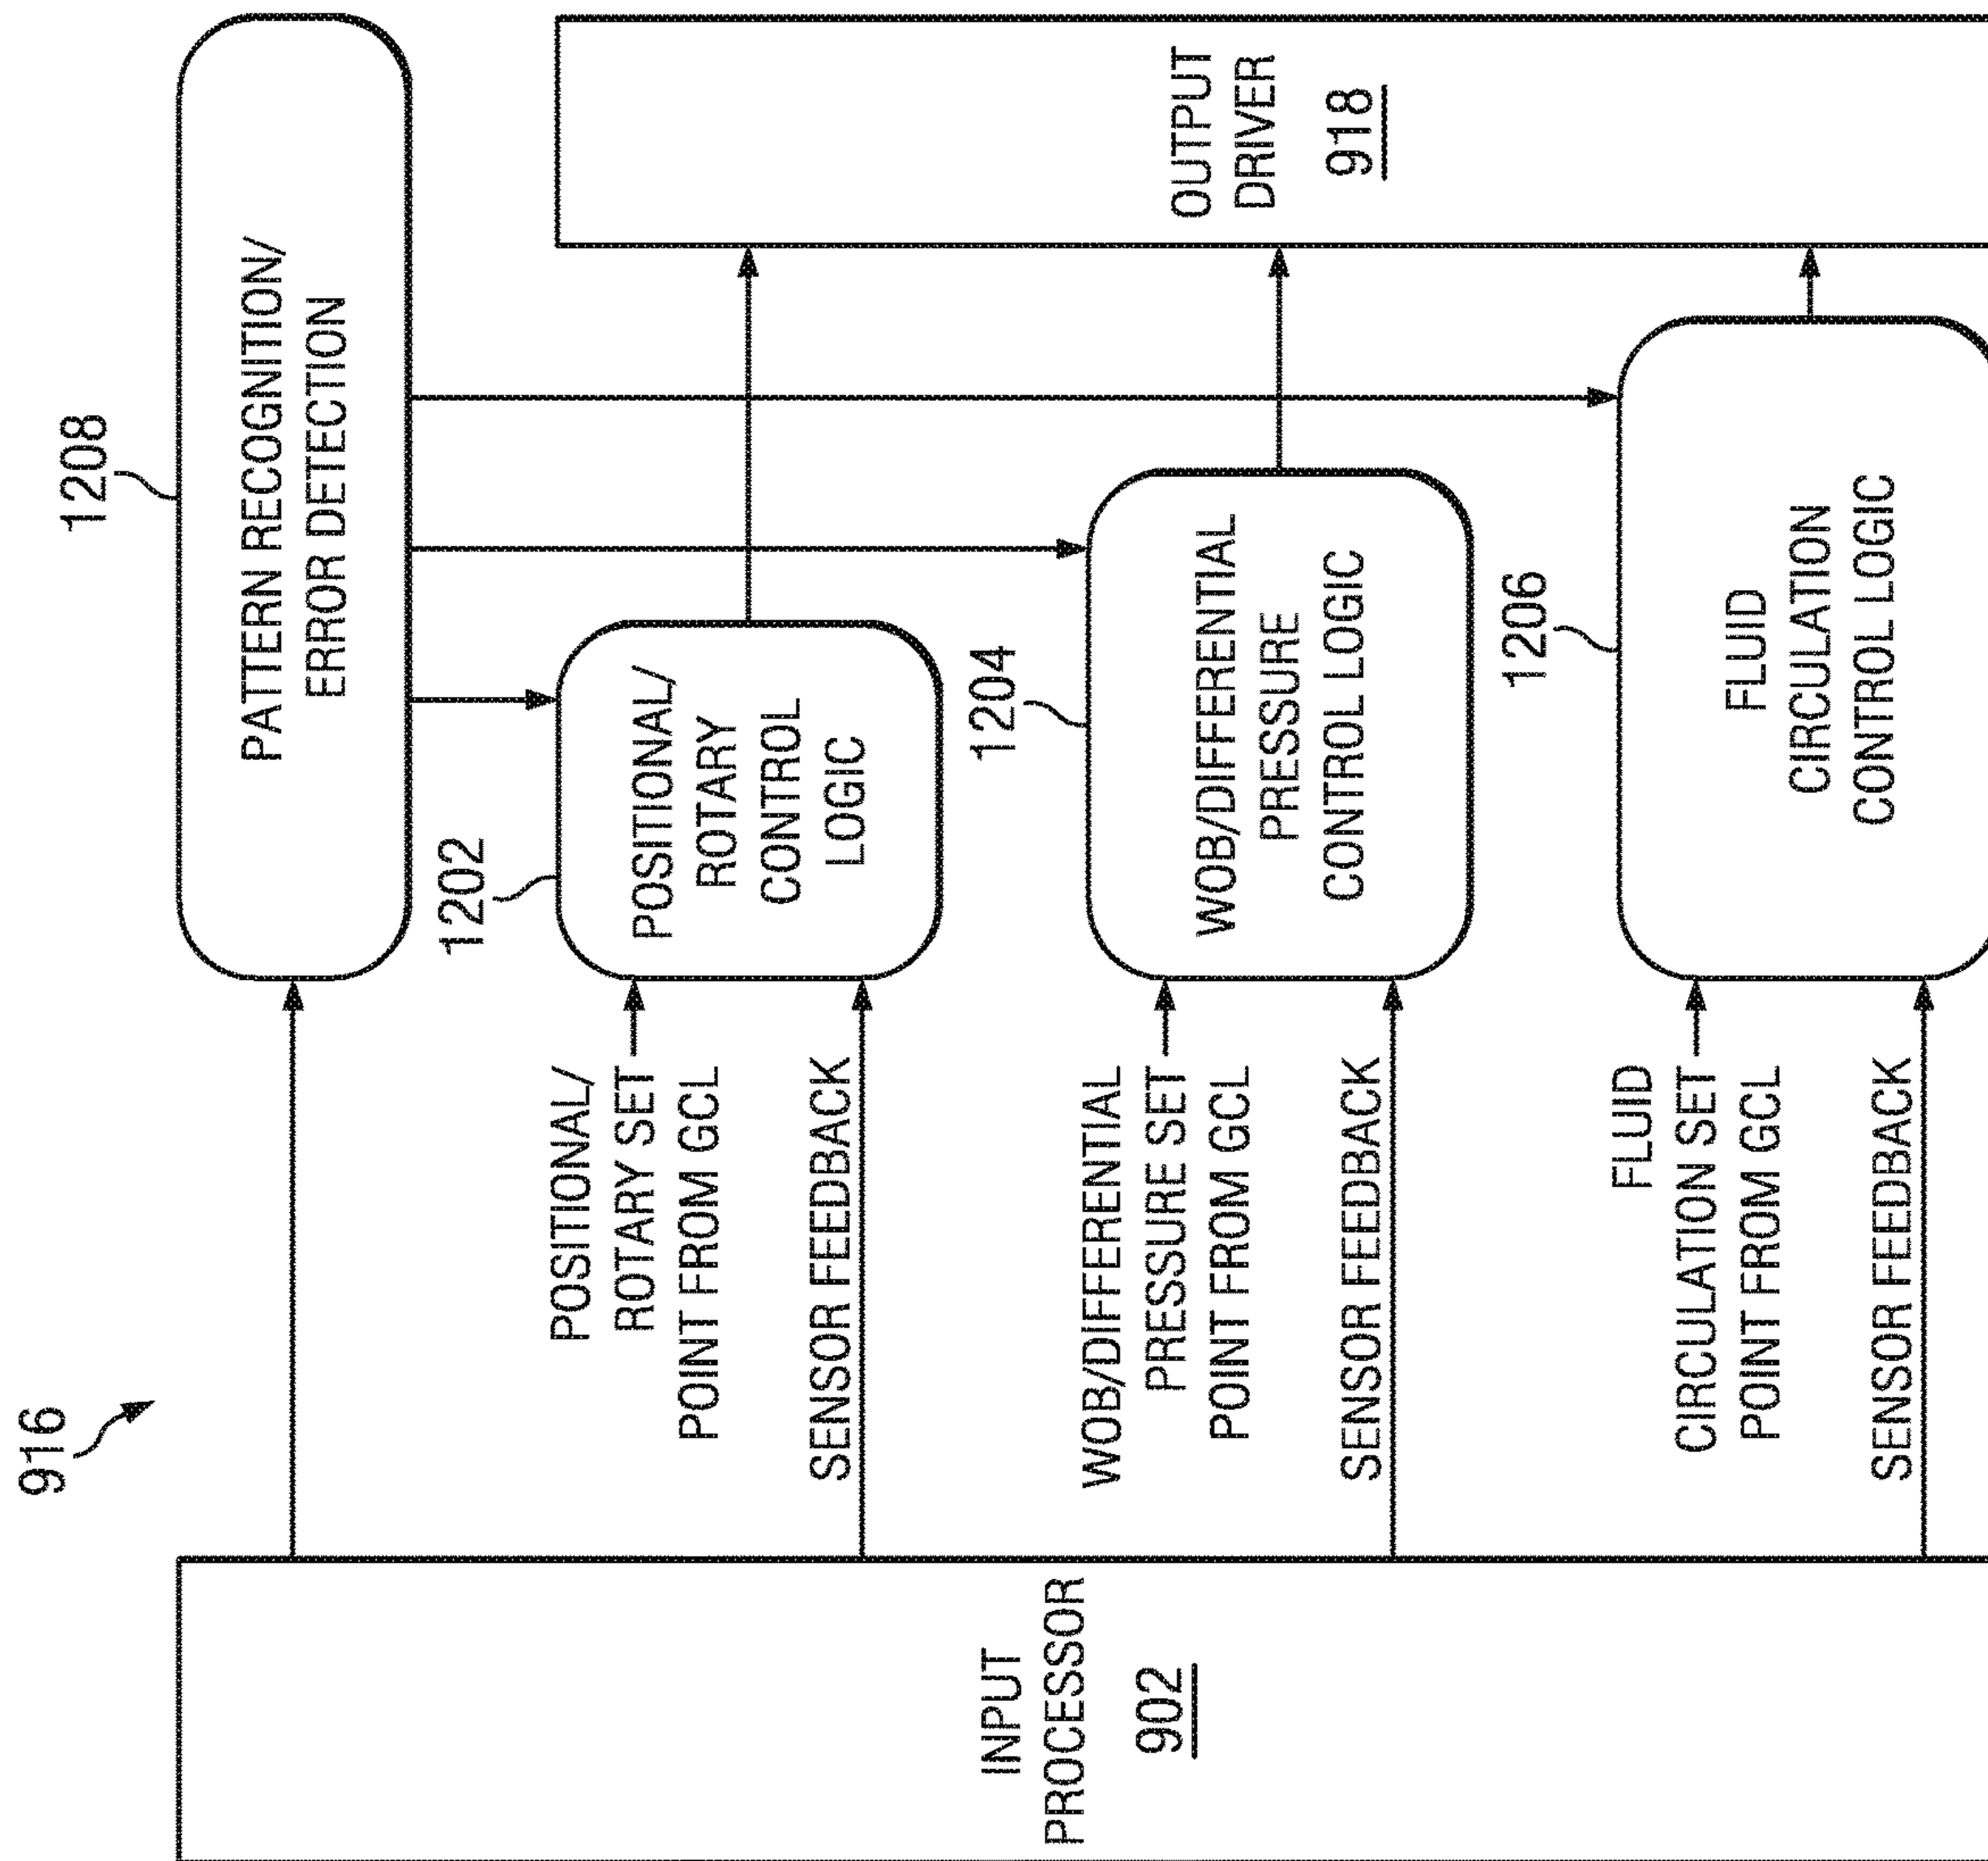 916
1208
PATTERN RECOGNITION/
ERROR DETECTION
INPUT
PROCESSOR
902
POSITIONAL/
ROTARY SET
POINT FROM GCL
SENSOR FEEDBACK
1202
POSITIONAL/
ROTARY
CONTROL
LOGIC
WOB/DIFFERENTIAL
PRESSURE SET
POINT FROM GCL
SENSOR FEEDBACK
1204
WOB/DIFFERENTIAL
PRESSURE
CONTROL LOGIC
FLUID
CIRCULATION SET
POINT FROM GCL
SENSOR FEEDBACK
1206
FLUID
CIRCULATION
CONTROL LOGIC
OUTPUT
DRIVER
918